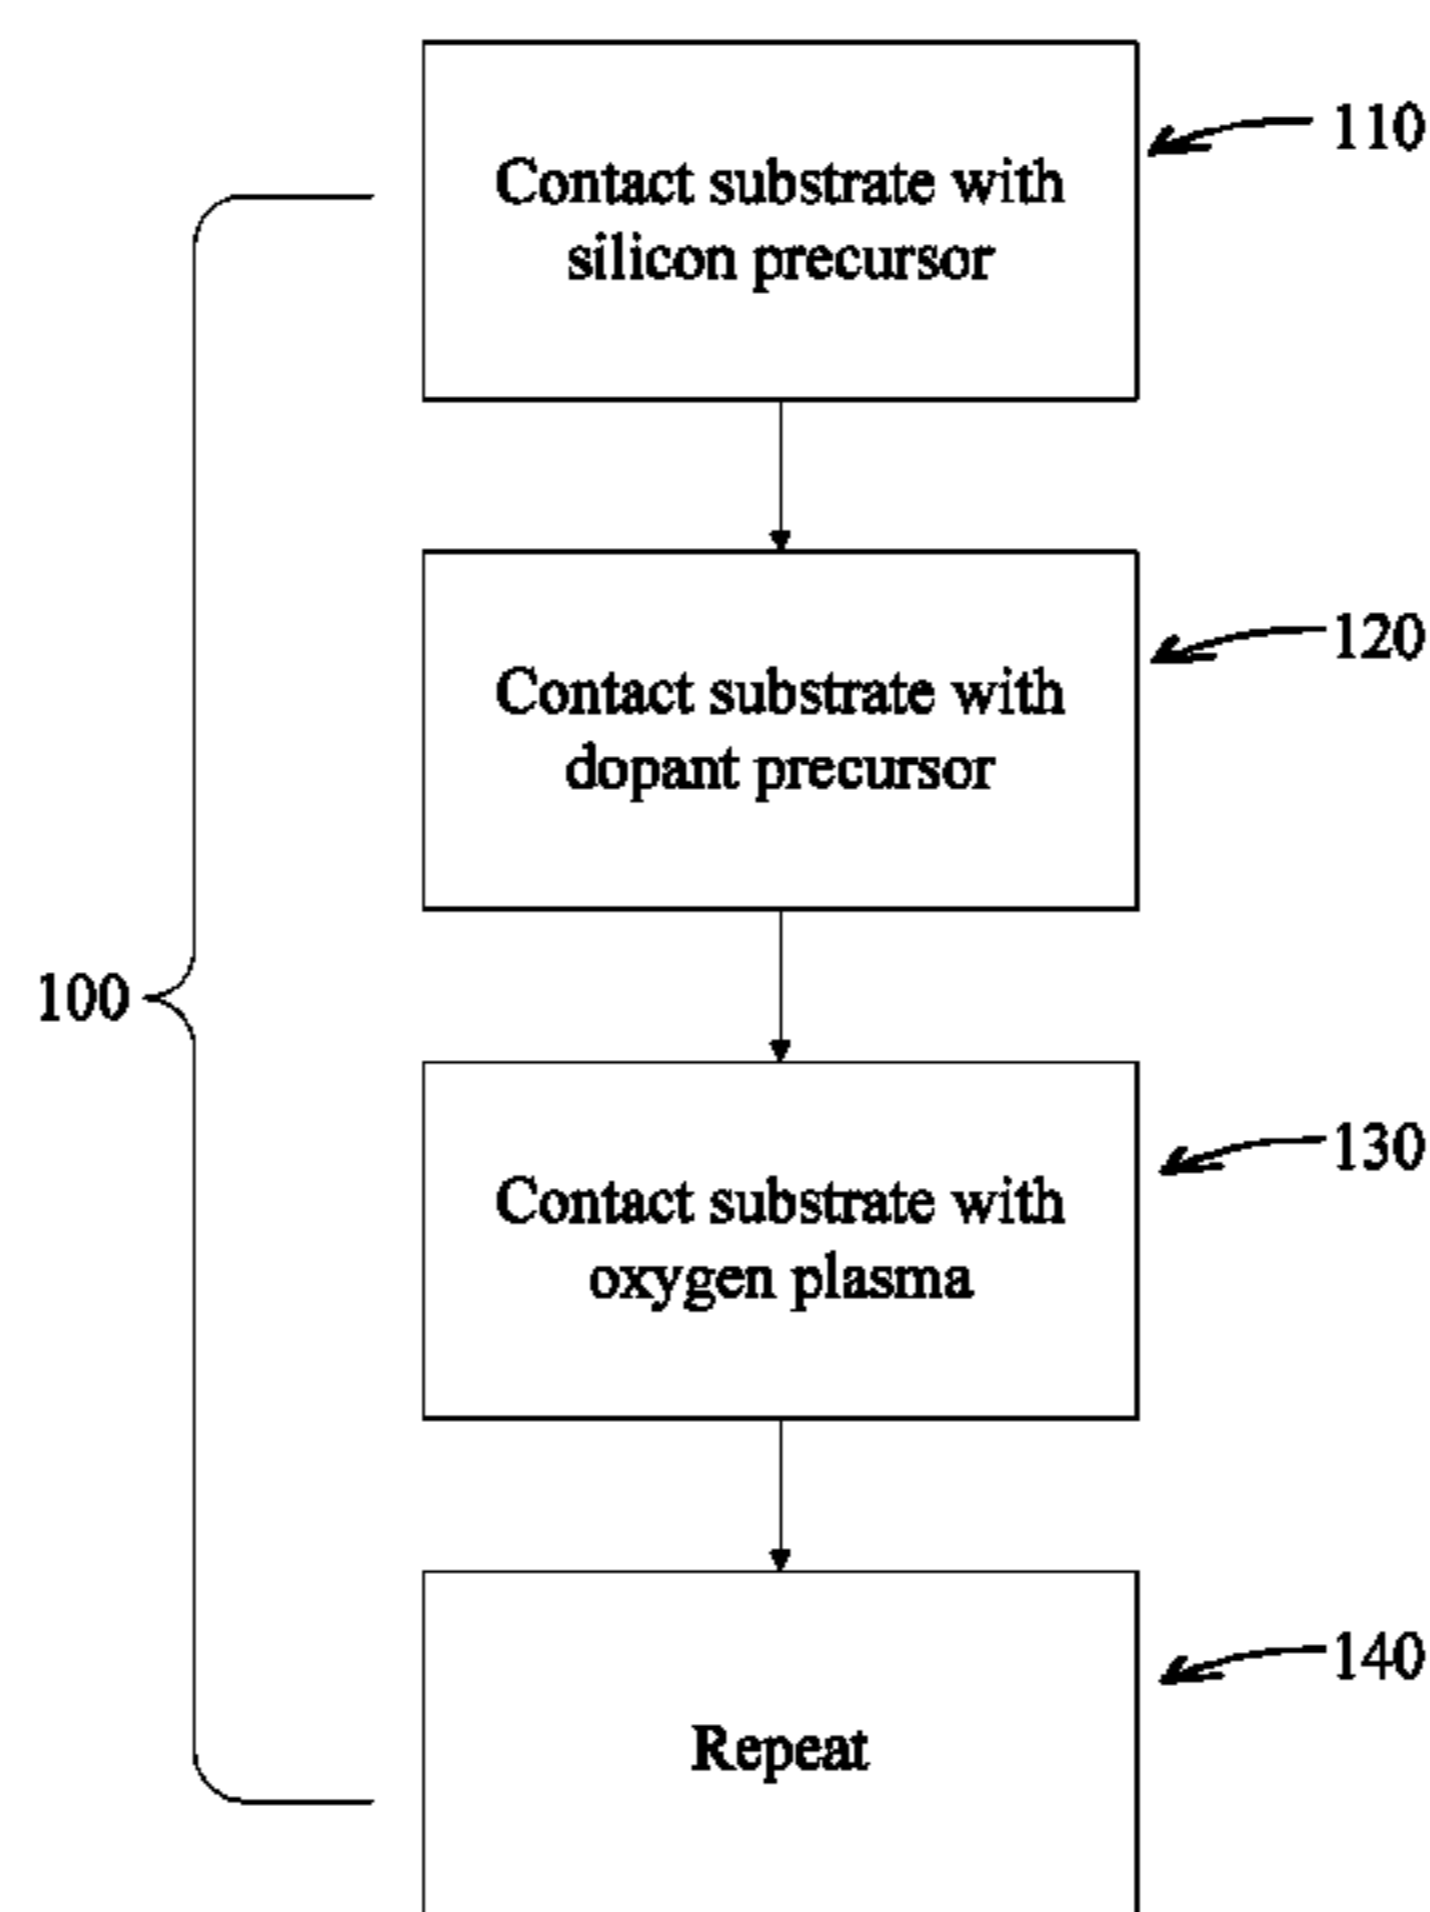 110
Contact substrate with
silicon precursor
120
Contact substrate with
dopant precursor
100
130
Contact substrate with
oxygen plasma
140
Repeat